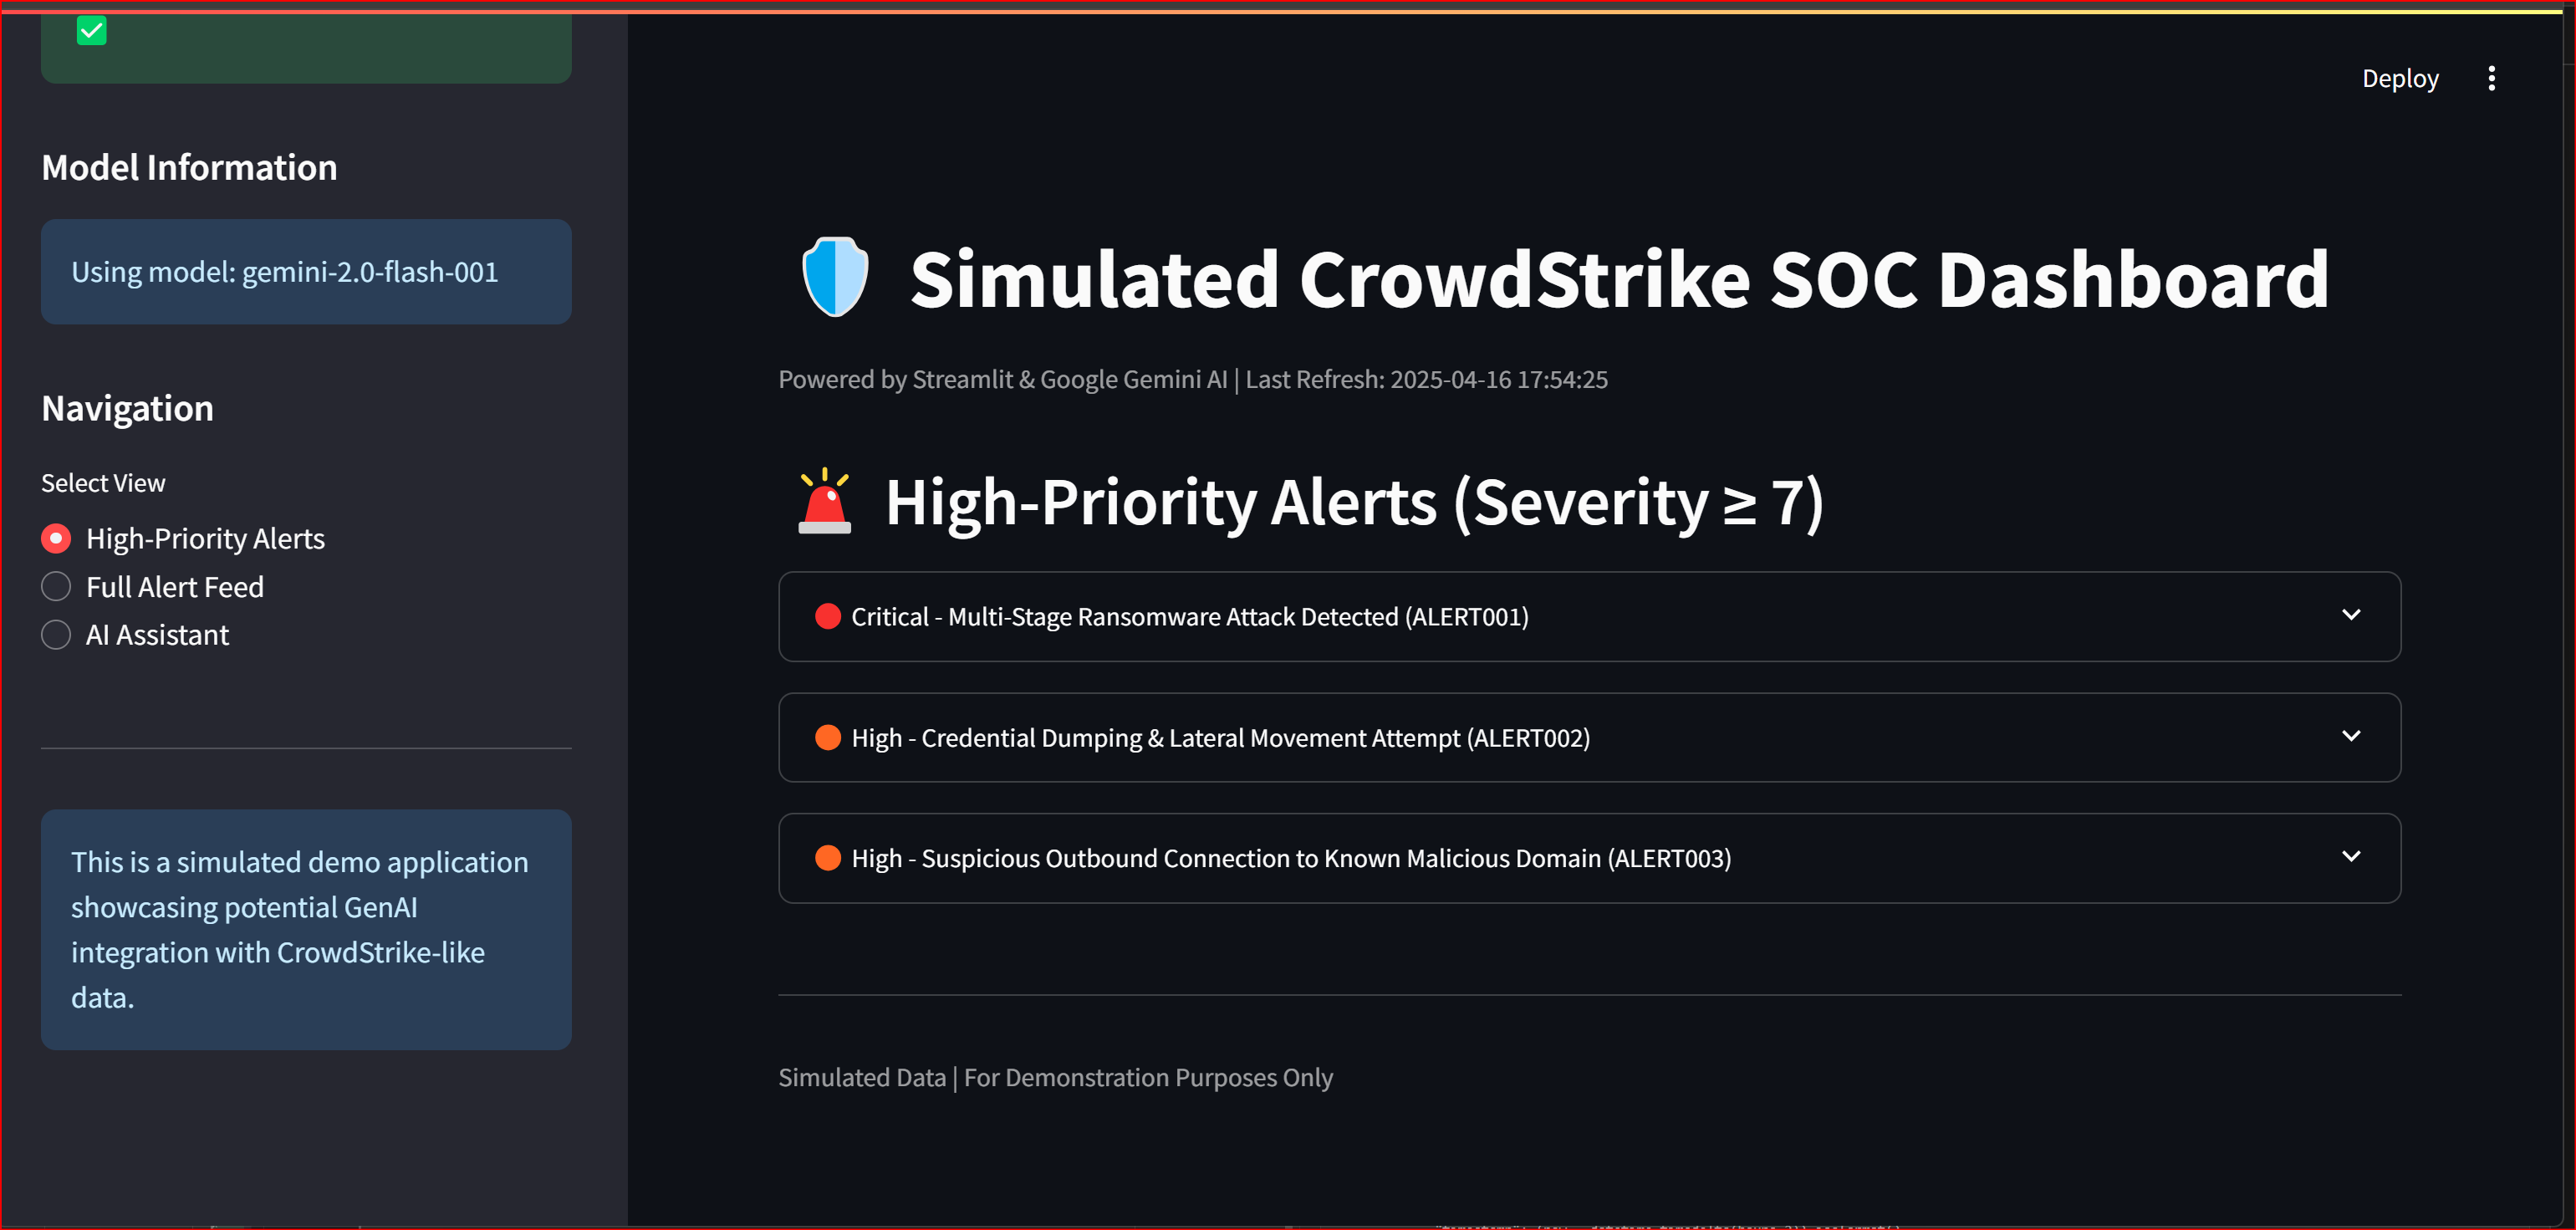 Deploy
Model Information
Using model: gemini-2.0-flash-001
Navigation
Select View
High-Priority Alerts
Full Alert Feed
AI Assistant
This is a simulated demo application
showcasing potential GenAI
integration with CrowdStrike-like
data.
Simulated CrowdStrike SOC Dashboard
Powered by Streamlit & Google Gemini AI | Last Refresh: 2025-04-16 17:54:25
High-Priority Alerts (Severity ≥ 7)
Critical - Multi-Stage Ransomware Attack Detected (ALERT001)
High - Credential Dumping & Lateral Movement Attempt (ALERT002)
High - Suspicious Outbound Connection to Known Malicious Domain (ALERT003)
Simulated Data | For Demonstration Purposes Only